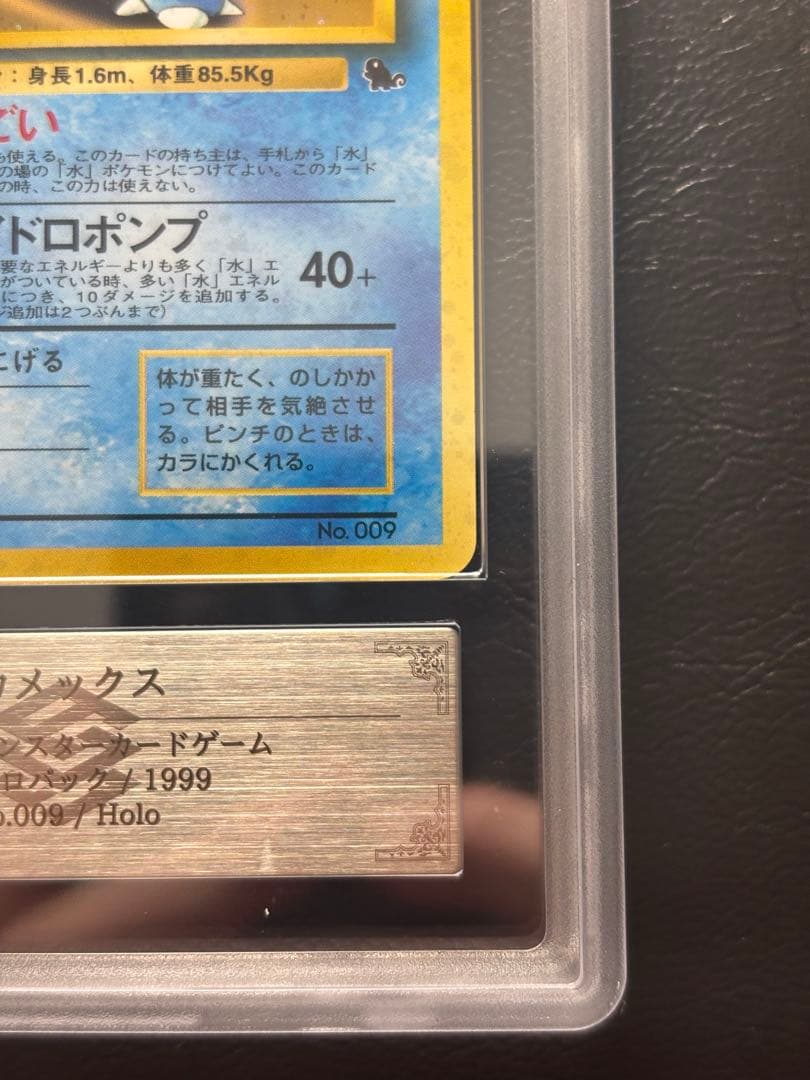 ：身長1.6m、体重85.5Kg
ごい
使える。このカードの持ち主は、手札から「水」
の場の「水」ポケモンにつけてよい。このカード
の時、この力は使えない。
ドロポンプ
40+
要なエネルギーよりも多く「水」エ
がついている時、多い「水」エネル
につき、10ダメージを追加する。
追加は2つぶんまで）
げる
体が重たく、のしかか
って相手を気絶させ
る。ピンチのときは、
カラにかくれる。
No. 009
メックス
ンスターカードゲーム
ロパック / 1999
o.009 / Holo